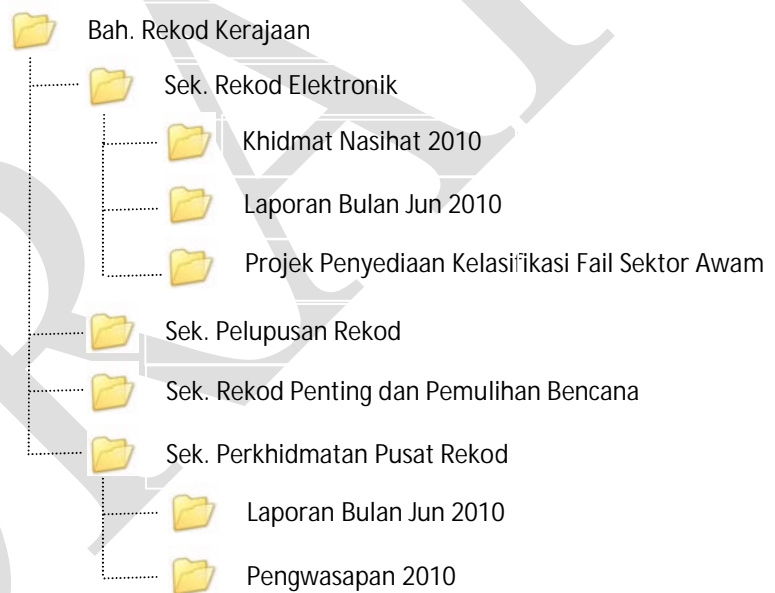 Bah. Rekod Kerajaan
Sek. Rekod Elektronik
Khidmat Nasihat 2010
Laporan Bulan Jun 2010
Projek Penyediaan Kelasifikasi Fail Sektor Awam
Sek. Pelupusan Rekod
Sek. Rekod Penting dan Pemulihan Bencana
Sek. Perkhidmatan Pusat Rekod
Laporan Bulan Jun 2010
Pengwasapan 2010